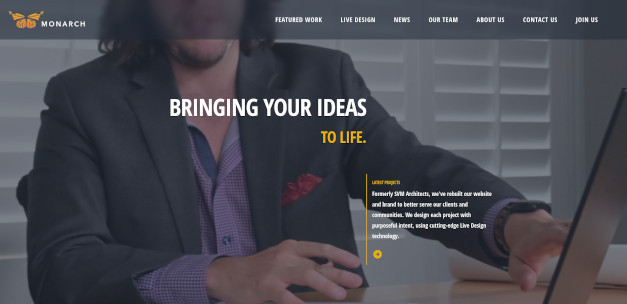 MONARCH
FEATURED WORK LIVE DESIGN NEWS OUR TEAM ABOUT US CONTACT US JOIN US
BRINGING YOUR IDEAS
TO LIFE.
LATEST PROJECTS
Formerly SVM Architects, we've rebuilt our website
and brand to better serve our clients and
communities. We design each project with
purposeful intent, using cutting-edge Live Design
technology.